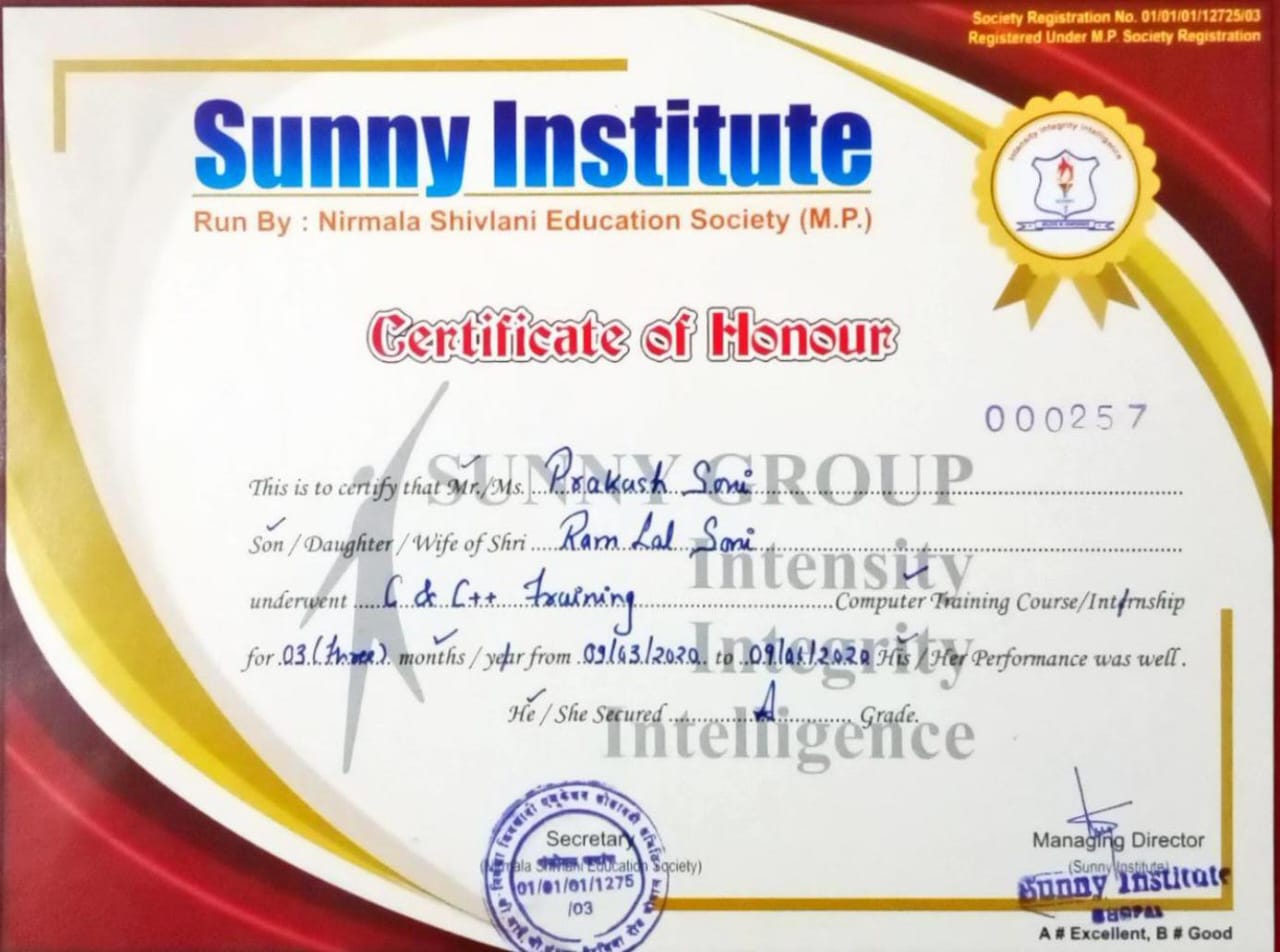 Society Registration No. 01/01/01/12725/03
Registered Under M.P. Society Registration
Sunny Institute
Run By : Nirmala Shivlani Education Society (M.P.)
Intensity Integrity Intelligence
Certificate of Honour
000257
SUNNY GROUP
Intensity
Integrity
Intelligence
This is to certify that Mr./Ms. Prakash Soni
Son / Daughter / Wife of Shri Ram Lal Soni
underwent C & C++ Training Computer Training Course/Internship
for 03 (three) months / year from 09/03/2020 to 09/06/2020 His / Her Performance was well.
He / She Secured A Grade.
Secretary
(Nirmala Shivlani Education Society)
01/01/01/1275
/03
Managing Director
(Sunny Institute)
Sunny Institute
BHOPAL
A # Excellent, B # Good